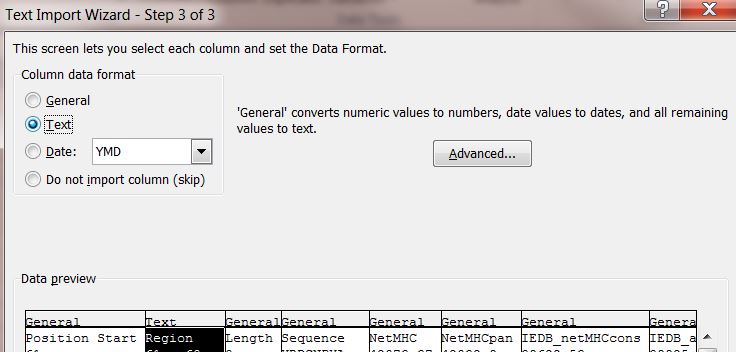 Text Import Wizard - Step 3 of 3
This screen lets you select each column and set the Data Format.
Column data format
General
Text
Date: YMD
Do not import column (skip)
'General' converts numeric values to numbers, date values to dates, and all remaining
values to text.
Advanced...
Data preview
General Text General General General General General Genera
Position Start Region Length Sequence NetMHC NetMHCpan IEDB_netMHCcons IEDB_a